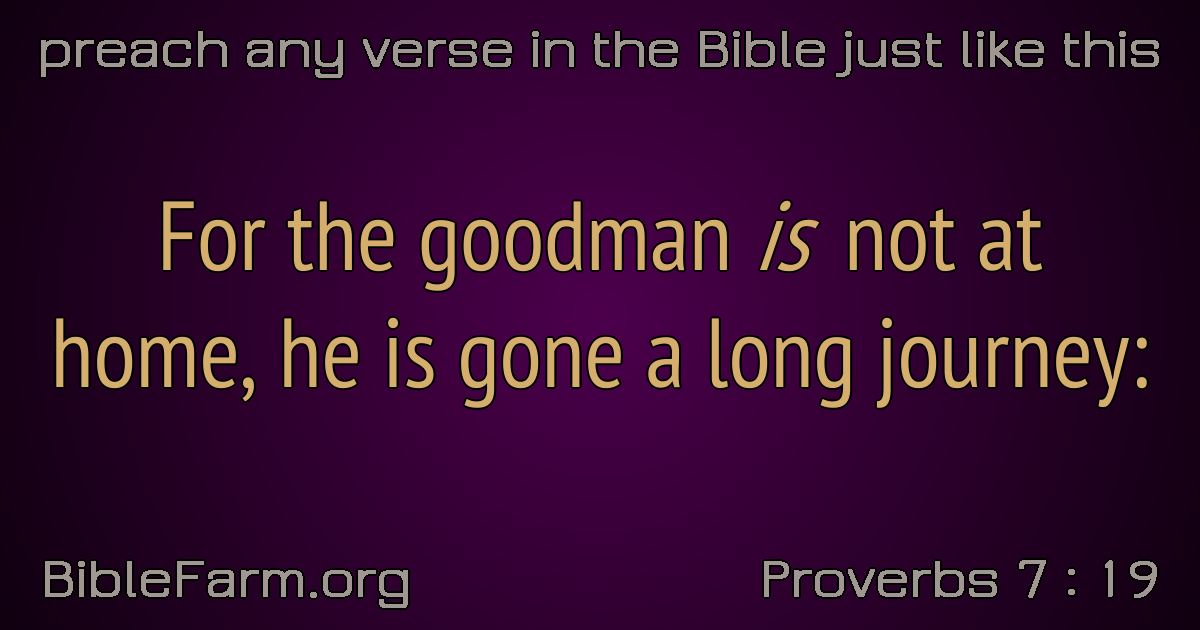 preach any verse in the Bible just like this
For the goodman is not at
home, he is gone a long journey:
BibleFarm.org
Proverbs 7 : 19